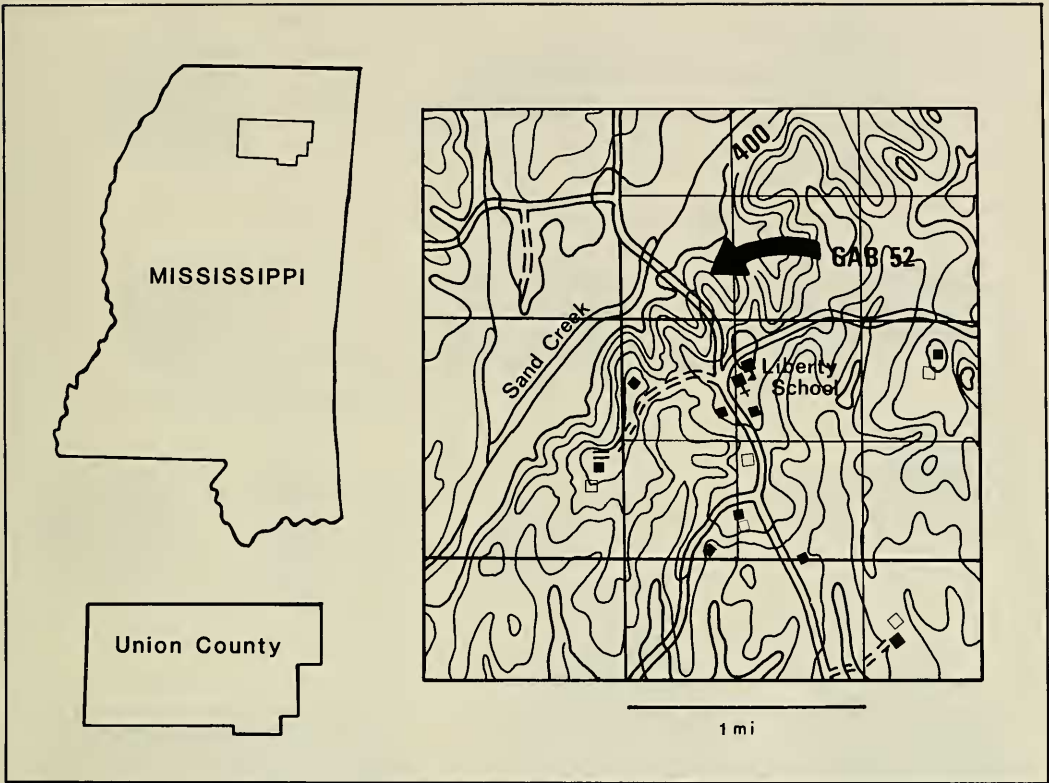 MISSISSIPPI
Union County
400
GAB 52
Sand Creek
Liberty
School
1 mi